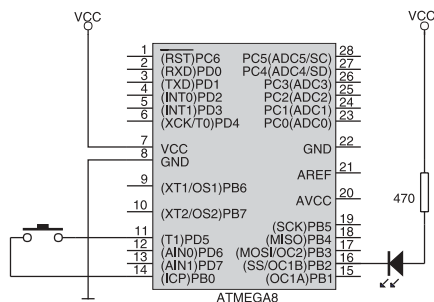 VCC
VCC
1 (RST)PC6 PC5(ADC5/SC) 28
2 (RXD)PD0 PC4(ADC4/SD) 27
3 (TXD)PD1 PC3(ADC3) 26
4 (INT0)PD2 PC2(ADC2) 25
5 (INT1)PD3 PC1(ADC1) 24
6 (XCK/T0)PD4 PC0(ADC0) 23
7 VCC GND 22
8 GND
AREF 21
9 (XT1/OS1)PB6
AVCC 20
10 (XT2/OS2)PB7
470
(SCK)PB5 19
11 (T1)PD5 (MISO)PB4 18
12 (AIN0)PD6 (MOSI/OC2)PB3 17
13 (AIN1)PD7 (SS/OC1B)PB2 16
14 (ICP)PB0 (OC1A)PB1 15
ATMEGA8